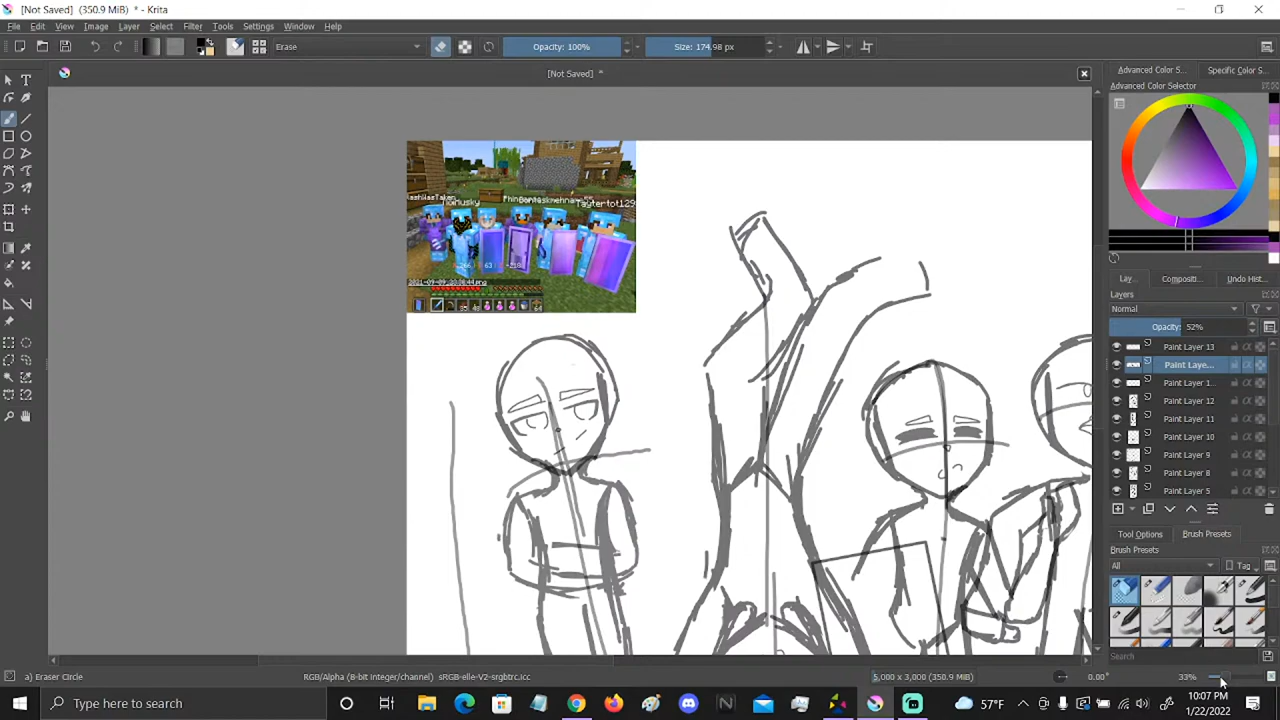 [Not Saved] (350.9 MiB) * - Krita
File Edit View Image Layer Select Filter Tools Settings Window Help
Erase
Opacity: 100%
Size: 174.98 px
[Not Saved] *
Advanced Color S...
Specific Color S...
Advanced Color Selector
Taytertot129
2021-09-09
Lay...
Compositi...
Undo Hist...
Layers
Normal
Opacity: 52%
Paint Layer 13
Paint Laye...
Paint Layer 1...
Paint Layer 12
Paint Layer 11
Paint Layer 10
Paint Layer 9
Paint Layer 8
Paint Layer 5
Tool Options
Brush Presets
Brush Presets
All
Tag
Search
a) Eraser Circle
RGB/Alpha (8-bit integer/channel) sRGB-elle-V2-srgbtrc.icc
5,000 x 3,000 (350.9 MiB)
0.00°
33%
Type here to search
57°F
10:07 PM
1/22/2022